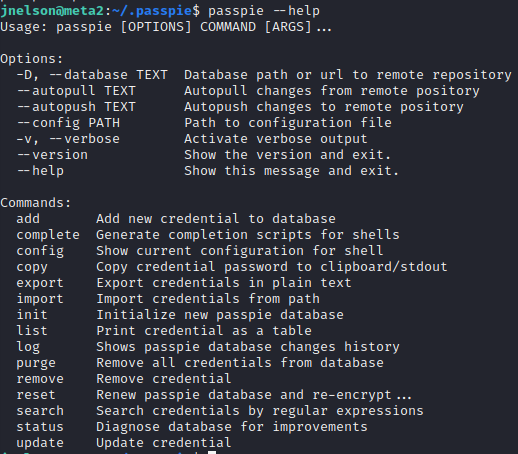 jnelson@meta2:~/.passpie$ passpie --help
Usage: passpie [OPTIONS] COMMAND [ARGS]...
Options:
-D, --database TEXT  Database path or url to remote repository
--autopull TEXT      Autopull changes from remote pository
--autopush TEXT      Autopush changes to remote pository
--config PATH        Path to configuration file
-v, --verbose        Activate verbose output
--version            Show the version and exit.
--help               Show this message and exit.
Commands:
add       Add new credential to database
complete  Generate completion scripts for shells
config    Show current configuration for shell
copy      Copy credential password to clipboard/stdout
export    Export credentials in plain text
import    Import credentials from path
init      Initialize new passpie database
list      Print credential as a table
log       Shows passpie database changes history
purge     Remove all credentials from database
remove    Remove credential
reset     Renew passpie database and re-encrypt...
search    Search credentials by regular expressions
status    Diagnose database for improvements
update    Update credential